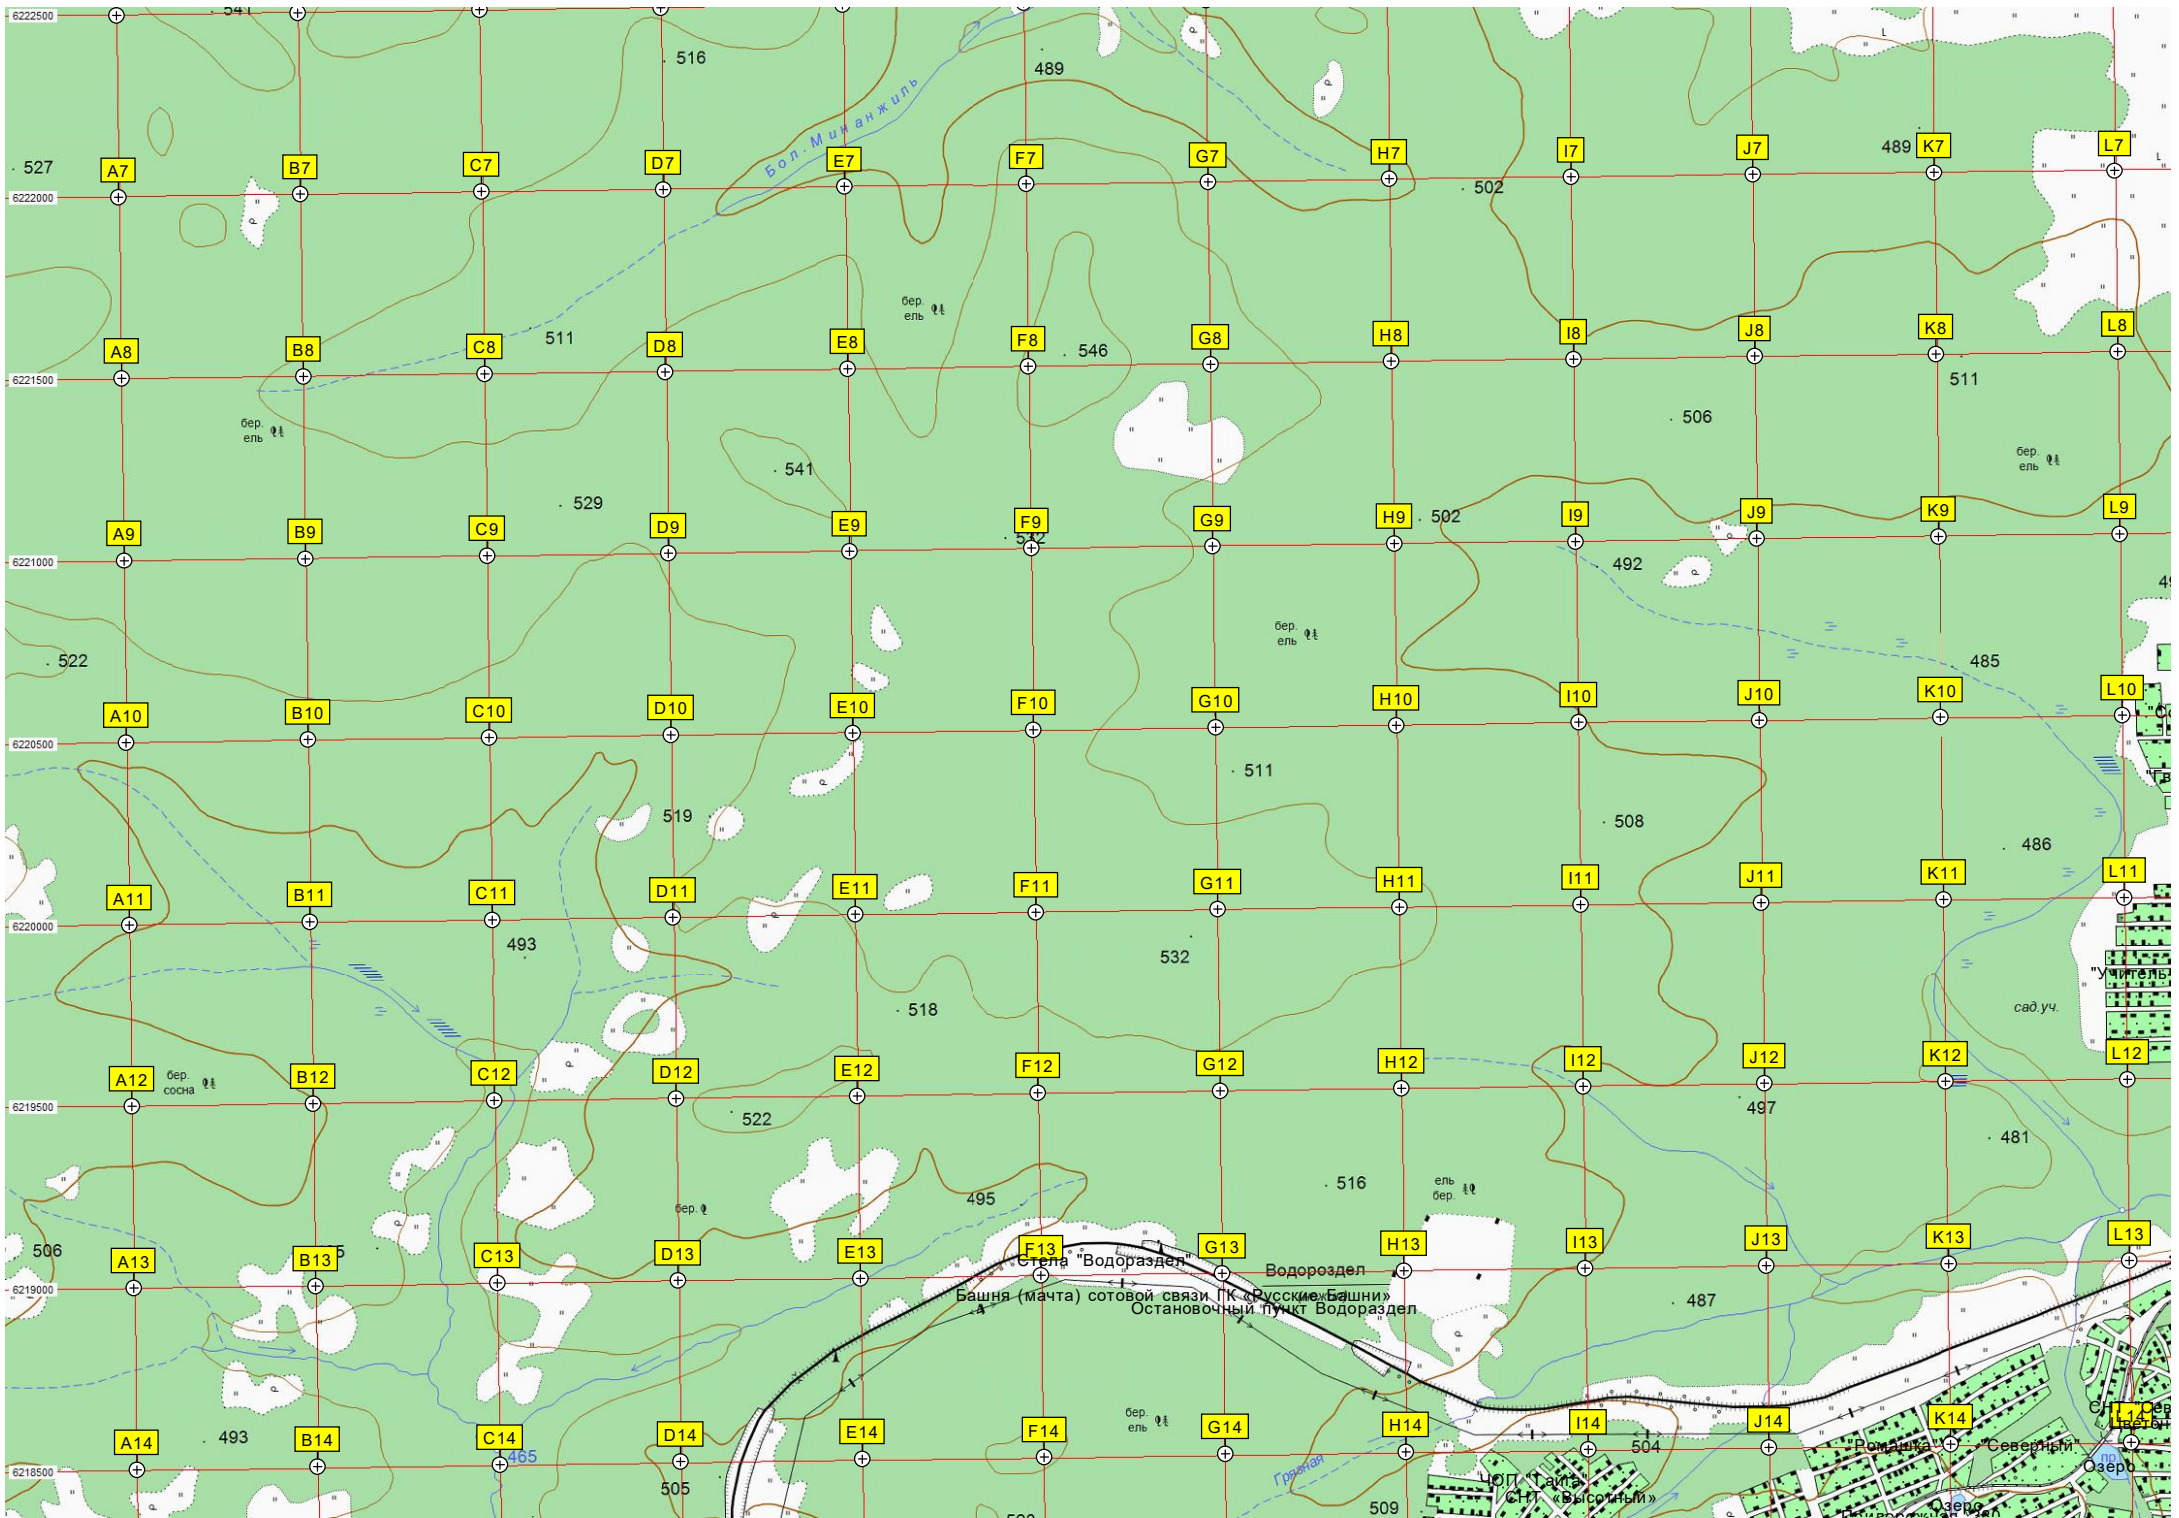 6222500
541
516
489
L
Бол. Минанжиль
527
A7
B7
C7
D7
E7
F7
G7
H7
I7
J7
489
K7
L7
L
502
6222000
511
бер.
ель
546
A8
B8
C8
D8
E8
F8
G8
H8
I8
J8
K8
L8
6221500
511
506
бер.
ель
541
бер.
ель
529
502
A9
B9
C9
D9
E9
F9
G9
H9
I9
J9
K9
L9
532
6221000
492
522
бер.
ель
485
A10
B10
C10
D10
E10
F10
G10
H10
I10
J10
K10
L10
6220500
511
519
508
486
A11
B11
C11
D11
E11
F11
G11
H11
I11
J11
K11
L11
6220000
493
532
"Учитель
518
сад.уч.
A12
бер.
сосна
B12
C12
D12
E12
F12
G12
H12
I12
J12
K12
L12
6219500
522
497
481
495
516
ель
бер.
бер.
506
A13
B13
C13
D13
E13
F13
G13
H13
I13
J13
K13
L13
Стела "Водораздел"
Водороздел
6219000
Башня (мачта) сотовой связи ГК «Русские Башни»
Остановочный пункт Водораздел
487
бер.
ель
493
A14
B14
C14
D14
E14
F14
G14
H14
I14
J14
K14
L14
465
504
"Ромашка"
"Северный"
пр.
Озеро
6218500
Грязная
ЧОП "Тайга"
СНТ «Высотный»
505
509
Озеро